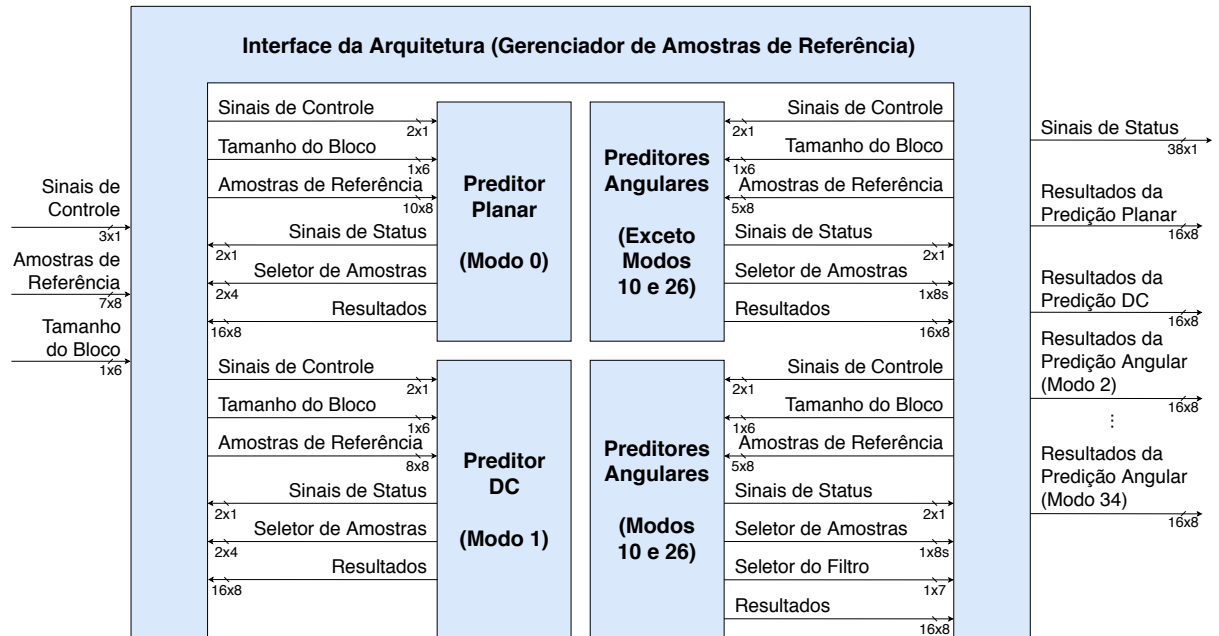 Interface da Arquitetura (Gerenciador de Amostras de Referência)
Sinais de
Controle
3x1
Amostras de
Referência
7x8
Tamanho
do Bloco
1x6
Sinais de Controle
2x1
Tamanho do Bloco
1x6
Amostras de Referência
10x8
Sinais de Status
2x1
Seletor de Amostras
2x4
Resultados
16x8
Preditor
Planar
(Modo 0)
Preditores
Angulares
(Exceto
Modos
10 e 26)
Sinais de Controle
2x1
Tamanho do Bloco
1x6
Amostras de Referência
5x8
Sinais de Status
2x1
Seletor de Amostras
1x8s
Resultados
16x8
Sinais de Controle
2x1
Tamanho do Bloco
1x6
Amostras de Referência
8x8
Sinais de Status
2x1
Seletor de Amostras
2x4
Resultados
16x8
Preditor
DC
(Modo 1)
Preditores
Angulares
(Modos
10 e 26)
Sinais de Controle
2x1
Tamanho do Bloco
1x6
Amostras de Referência
5x8
Sinais de Status
2x1
Seletor de Amostras
1x8s
Seletor do Filtro
1x7
Resultados
16x8
Sinais de Status
38x1
Resultados da
Predição Planar
16x8
Resultados da
Predição DC
16x8
Resultados da
Predição Angular
(Modo 2)
16x8
⋮
Resultados da
Predição Angular
(Modo 34)
16x8